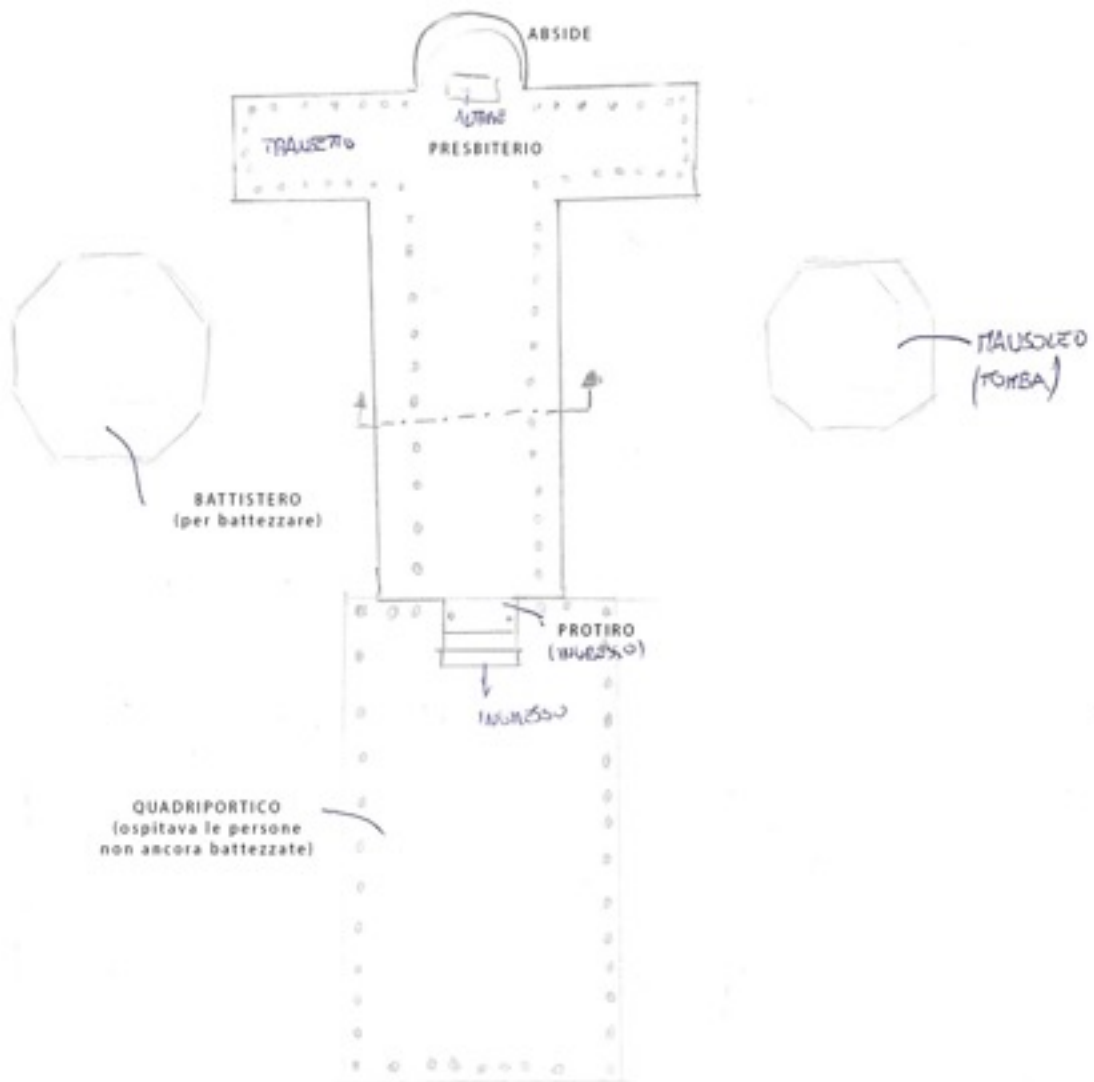 ABSIDE
ALTARE
TRANSETTO
PRESBITERIO
MAUSOLEO
(TOMBA)
BATTISTERO
(per battezzare)
PROTIRO
(INGRESSO)
INGRESSO
QUADRIPORTICO
(ospitava le persone
non ancora battezzate)